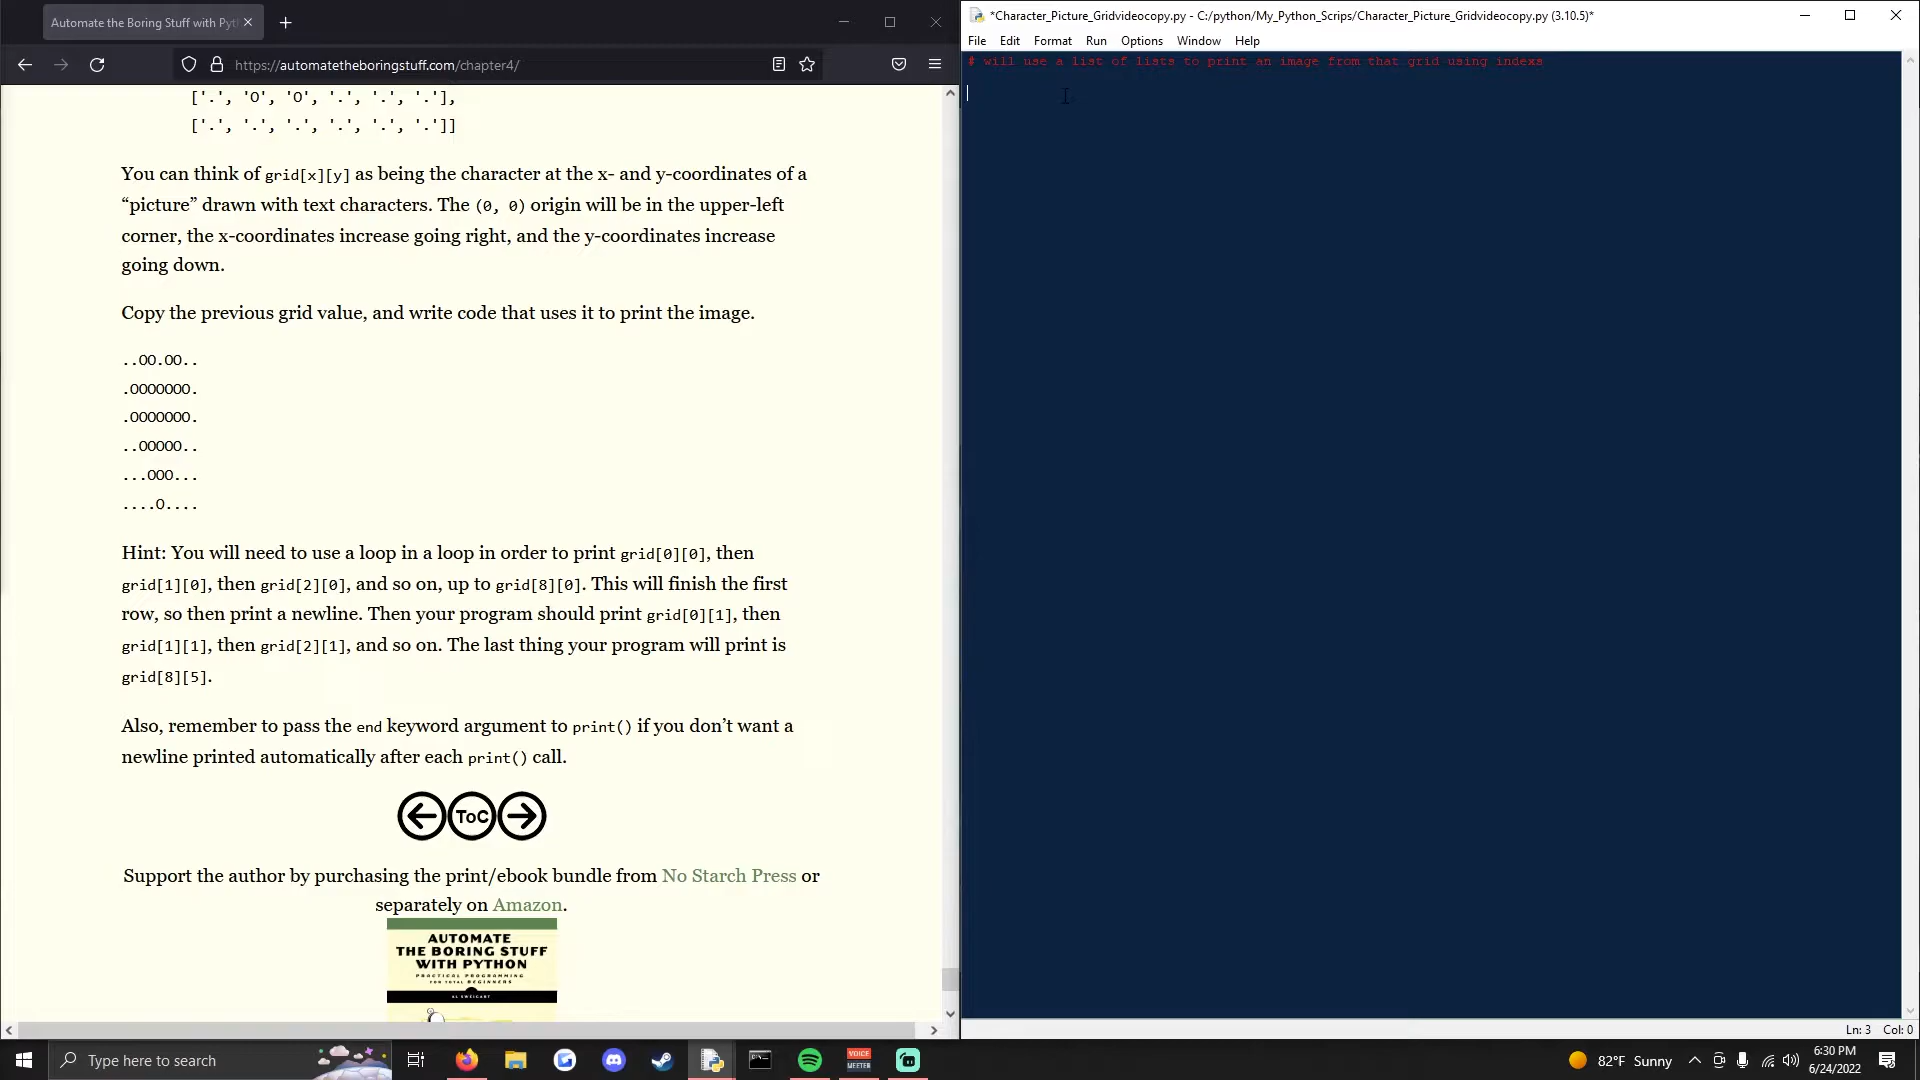 Automate the Boring Stuff with Pyt
https://automatetheboringstuff.com/chapter4/
['.', 'O', 'O', '.', '.', '.'],
['.', '.', '.', '.', '.', '.']]
You can think of grid[x][y] as being the character at the x- and y-coordinates of a
“picture” drawn with text characters. The (0, 0) origin will be in the upper-left
corner, the x-coordinates increase going right, and the y-coordinates increase
going down.
Copy the previous grid value, and write code that uses it to print the image.
..OO.OO..
.OOOOOOO.
.OOOOOOO.
..OOOOO..
...OOO...
....O....
Hint: You will need to use a loop in a loop in order to print grid[0][0], then
grid[1][0], then grid[2][0], and so on, up to grid[8][0]. This will finish the first
row, so then print a newline. Then your program should print grid[0][1], then
grid[1][1], then grid[2][1], and so on. The last thing your program will print is
grid[8][5].
Also, remember to pass the end keyword argument to print() if you don’t want a
newline printed automatically after each print() call.
ToC
Support the author by purchasing the print/ebook bundle from No Starch Press or
separately on Amazon.
AUTOMATE
THE BORING STUFF
WITH PYTHON
PRACTICAL PROGRAMMING
FOR TOTAL BEGINNERS
AL SWEIGART
*Character_Picture_Gridvideocopy.py - C:/python/My_Python_Scrips/Character_Picture_Gridvideocopy.py (3.10.5)*
File Edit Format Run Options Window Help
# will use a list of lists to print an image from that grid using indexs
Ln: 3 Col: 0
Type here to search
VOICE
MEETER
82°F Sunny
6:30 PM
6/24/2022